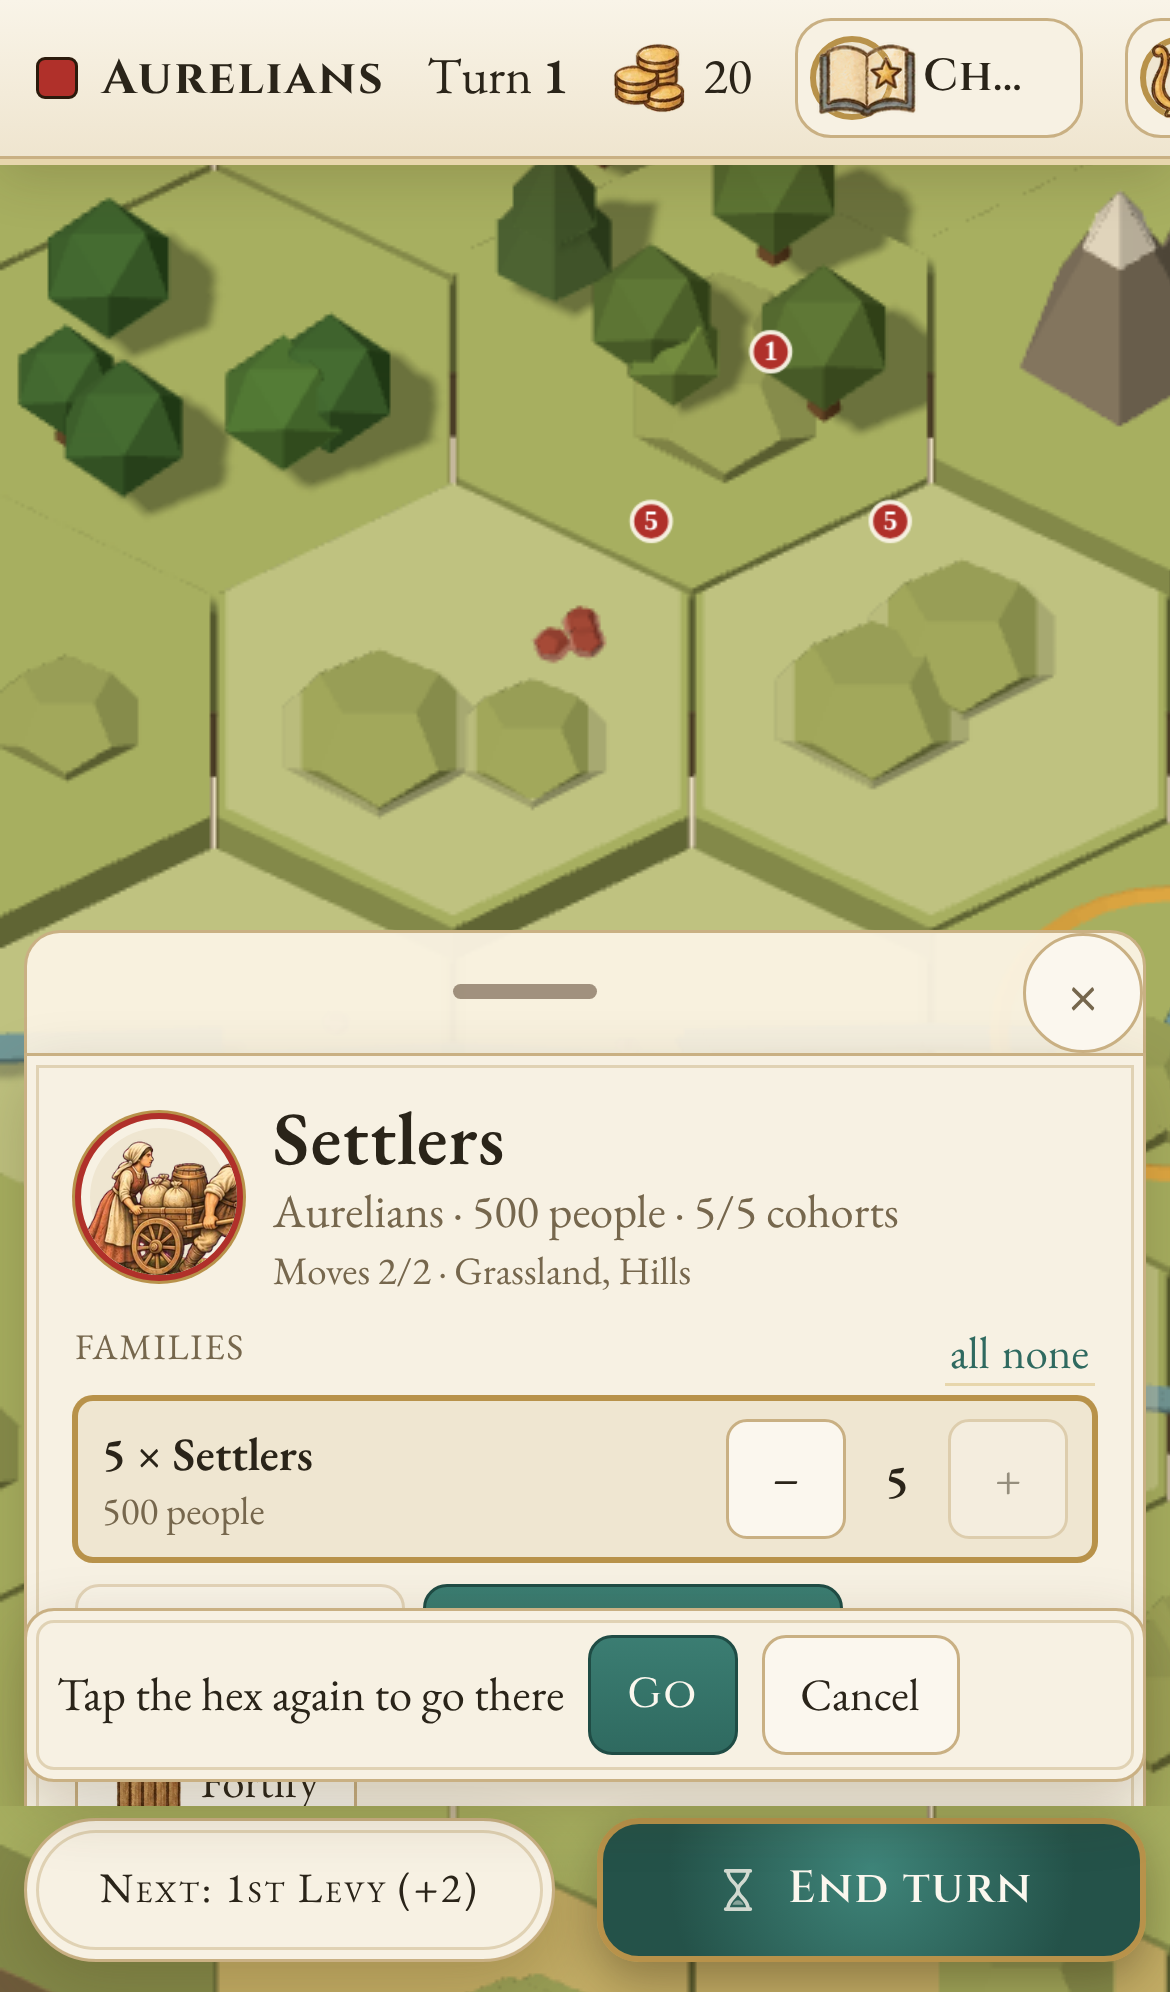 AURELIANS Turn 1 20 CH...
1
5 5
×
Settlers
Aurelians · 500 people · 5/5 cohorts
Moves 2/2 · Grassland, Hills
FAMILIES all none
5 × Settlers
500 people
− 5 +
Tap the hex again to go there Go Cancel
Fortify
NEXT: 1ST LEVY (+2) END TURN